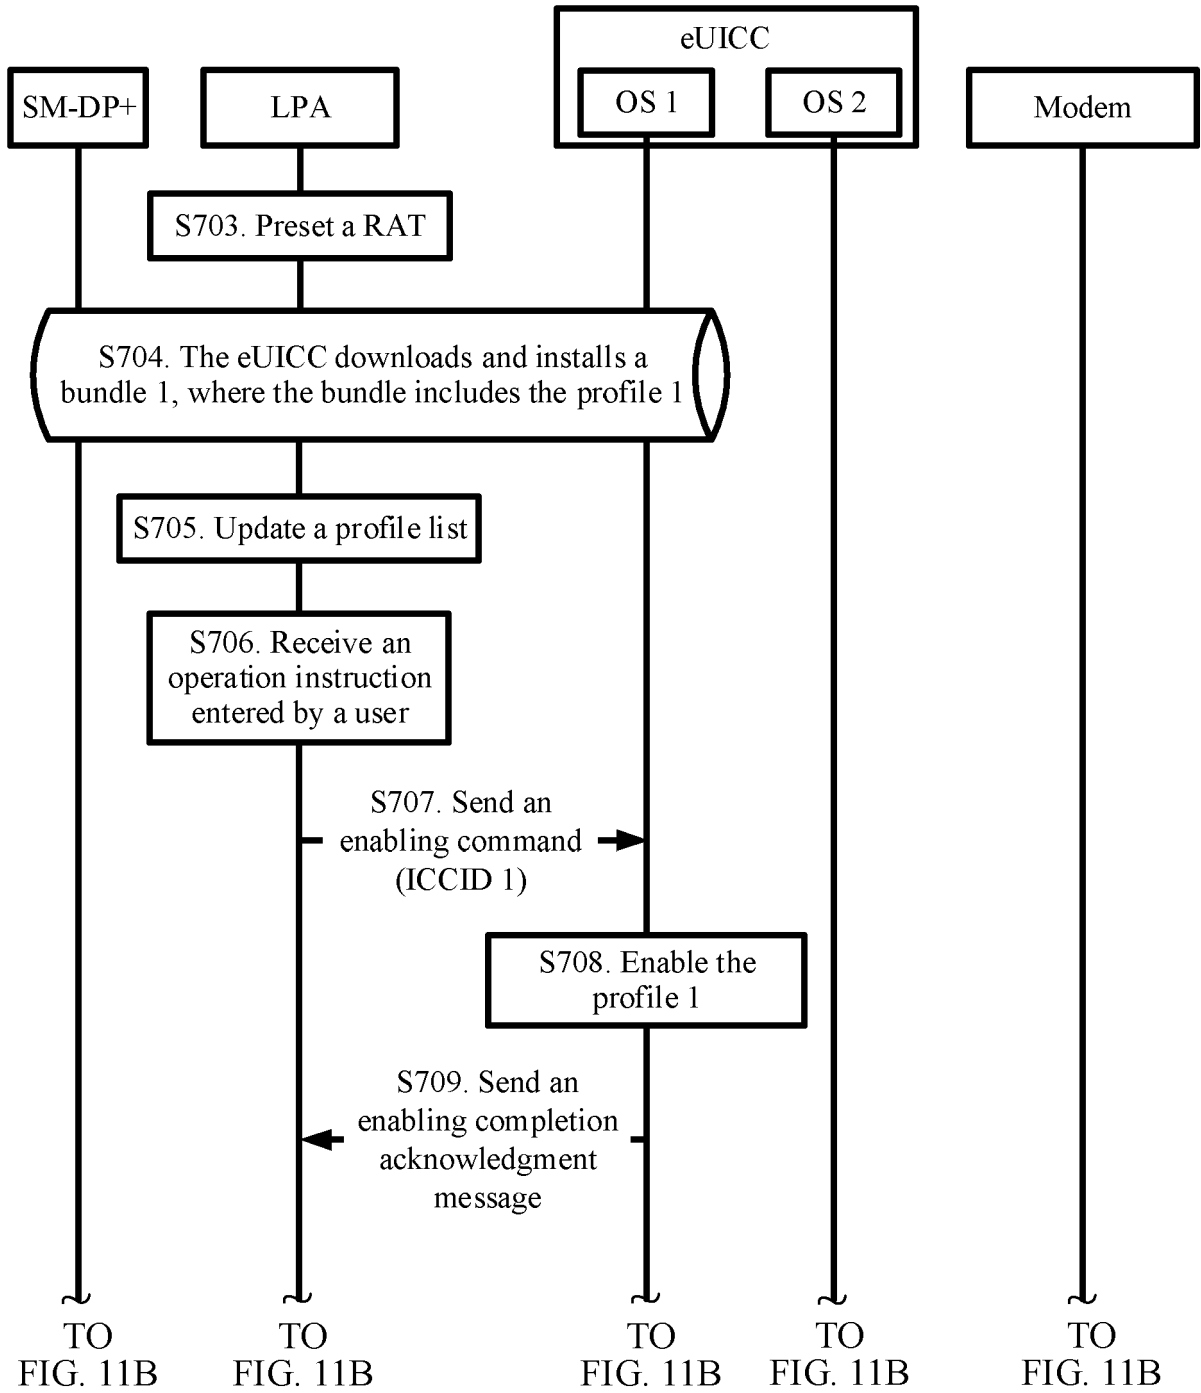 eUICC
SM-DP+
LPA
OS 1
OS 2
Modem
S703. Preset a RAT
S704. The eUICC downloads and installs a
bundle 1, where the bundle includes the profile 1
S705. Update a profile list
S706. Receive an
operation instruction
entered by a user
S707. Send an
enabling command
(ICCID 1)
S708. Enable the
profile 1
S709. Send an
enabling completion
acknowledgment
message
TO
FIG. 11B
TO
FIG. 11B
TO
FIG. 11B
TO
FIG. 11B
TO
FIG. 11B